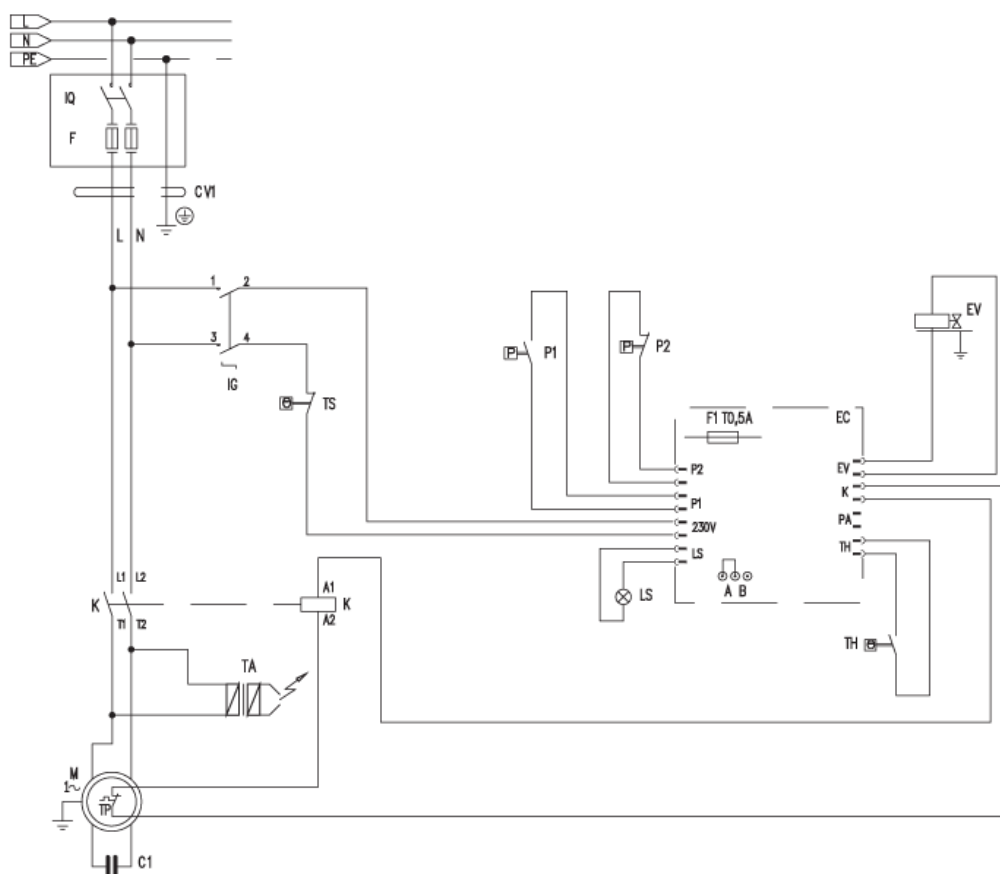 L
N
PE
IQ
F
CV1
L N
1 2
3 4
IG
TS
P P1
P P2
EV
F1 T0,5A EC
P2
EV
K
P1
PA
230V
TH
LS
A B
LS
TH
L1 L2
K
T1 T2
A1
K
A2
TA
M
1~
TP
C1